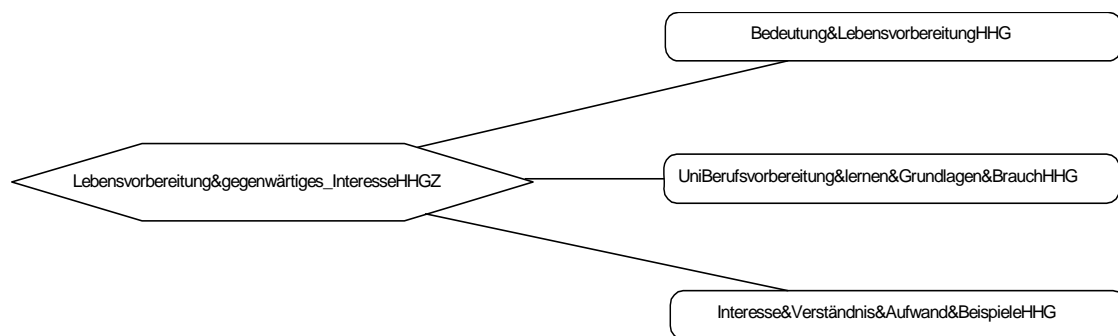 Bedeutung&LebensvorbereitungHHG
Lebensvorbereitung&gegenwärtiges_InteresseHHGZ
UniBerufsvorbereitung&lernen&Grundlagen&BrauchHHG
Interesse&Verständnis&Aufwand&BeispieleHHG